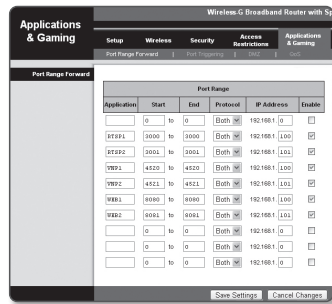 Wireless-G Broadband Router with Sp
Applications & Gaming
Setup Wireless Security Access Restrictions Applications & Gaming
Port Range Forward | Port Triggering | DMZ | QoS
Port Range Forward
Port Range
Application Start End Protocol IP Address Enable
0 to 0 Both 192.168.1. 0
RTSP1 3000 to 3000 Both 192.168.1. 100
RTSP2 3001 to 3001 Both 192.168.1. 101
VNP1 4520 to 4520 Both 192.168.1. 100
VNP2 4521 to 4521 Both 192.168.1. 101
WEB1 8080 to 8080 Both 192.168.1. 100
WEB2 8081 to 8081 Both 192.168.1. 101
0 to 0 Both 192.168.1. 0
0 to 0 Both 192.168.1. 0
0 to 0 Both 192.168.1. 0
Save Settings Cancel Changes